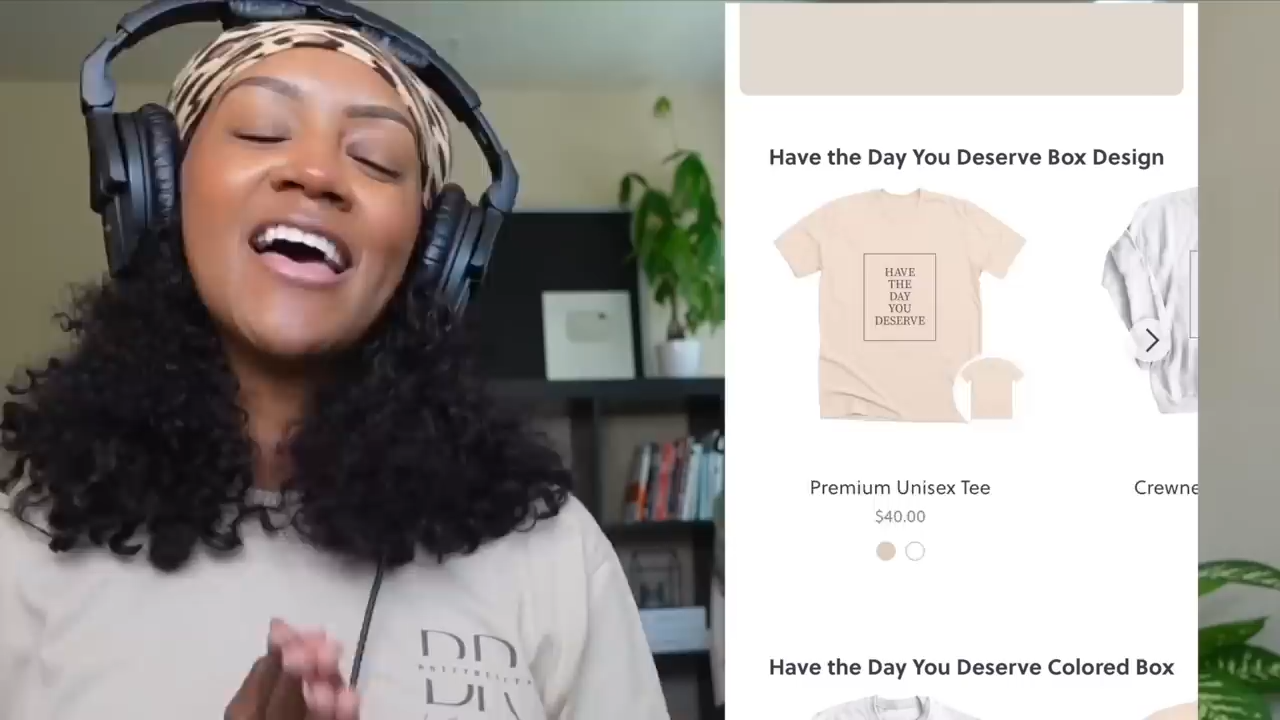 Have the Day You Deserve Box Design
HAVE
THE
DAY
YOU
DESERVE
Premium Unisex Tee
$40.00
Crewne
Have the Day You Deserve Colored Box